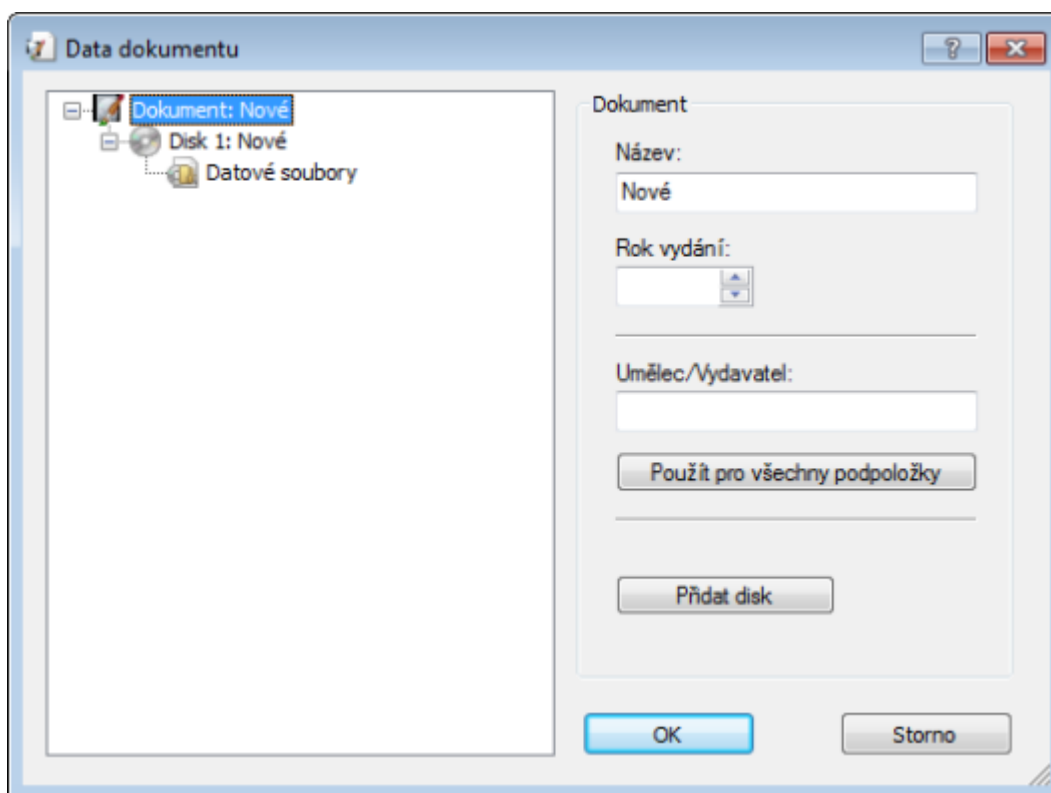 Data dokumentu
Dokument: Nové
Disk 1: Nové
Datové soubory
Dokument
Název:
Nové
Rok vydání:
Umělec/Vydavatel:
Použít pro všechny podpoložky
Přidat disk
OK
Storno